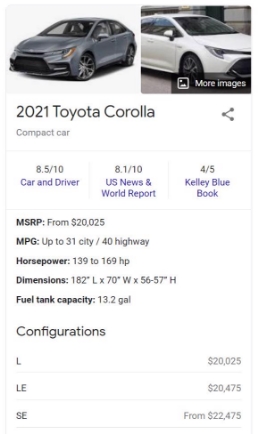 More images
2021 Toyota Corolla
Compact car
8.5/10
Car and Driver
8.1/10
US News &
World Report
4/5
Kelley Blue
Book
MSRP: From $20,025
MPG: Up to 31 city / 40 highway
Horsepower: 139 to 169 hp
Dimensions: 182" L x 70" W x 56-57" H
Fuel tank capacity: 13.2 gal
Configurations
L $20,025
LE $20,475
SE From $22,475